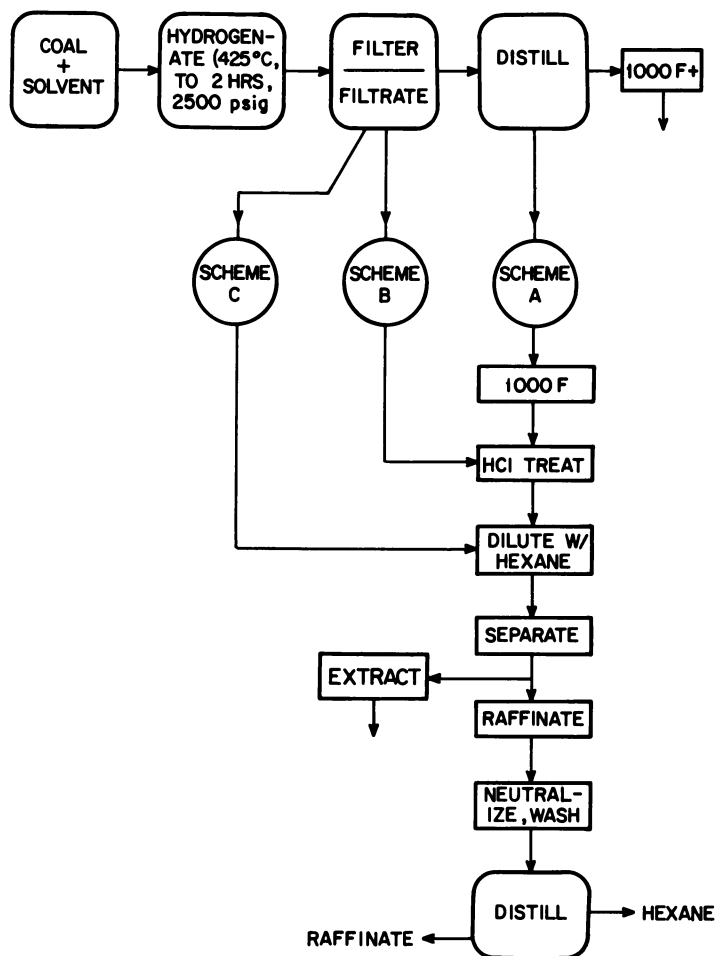 COAL
+
SOLVENT
HYDROGEN-
ATE (425°C,
TO 2 HRS,
2500 psig
FILTER
FILTRATE
DISTILL
1000 F+
SCHEME
C
SCHEME
B
SCHEME
A
1000 F
HCl TREAT
DILUTE W/
HEXANE
SEPARATE
EXTRACT
RAFFINATE
NEUTRAL-
IZE, WASH
DISTILL
HEXANE
RAFFINATE